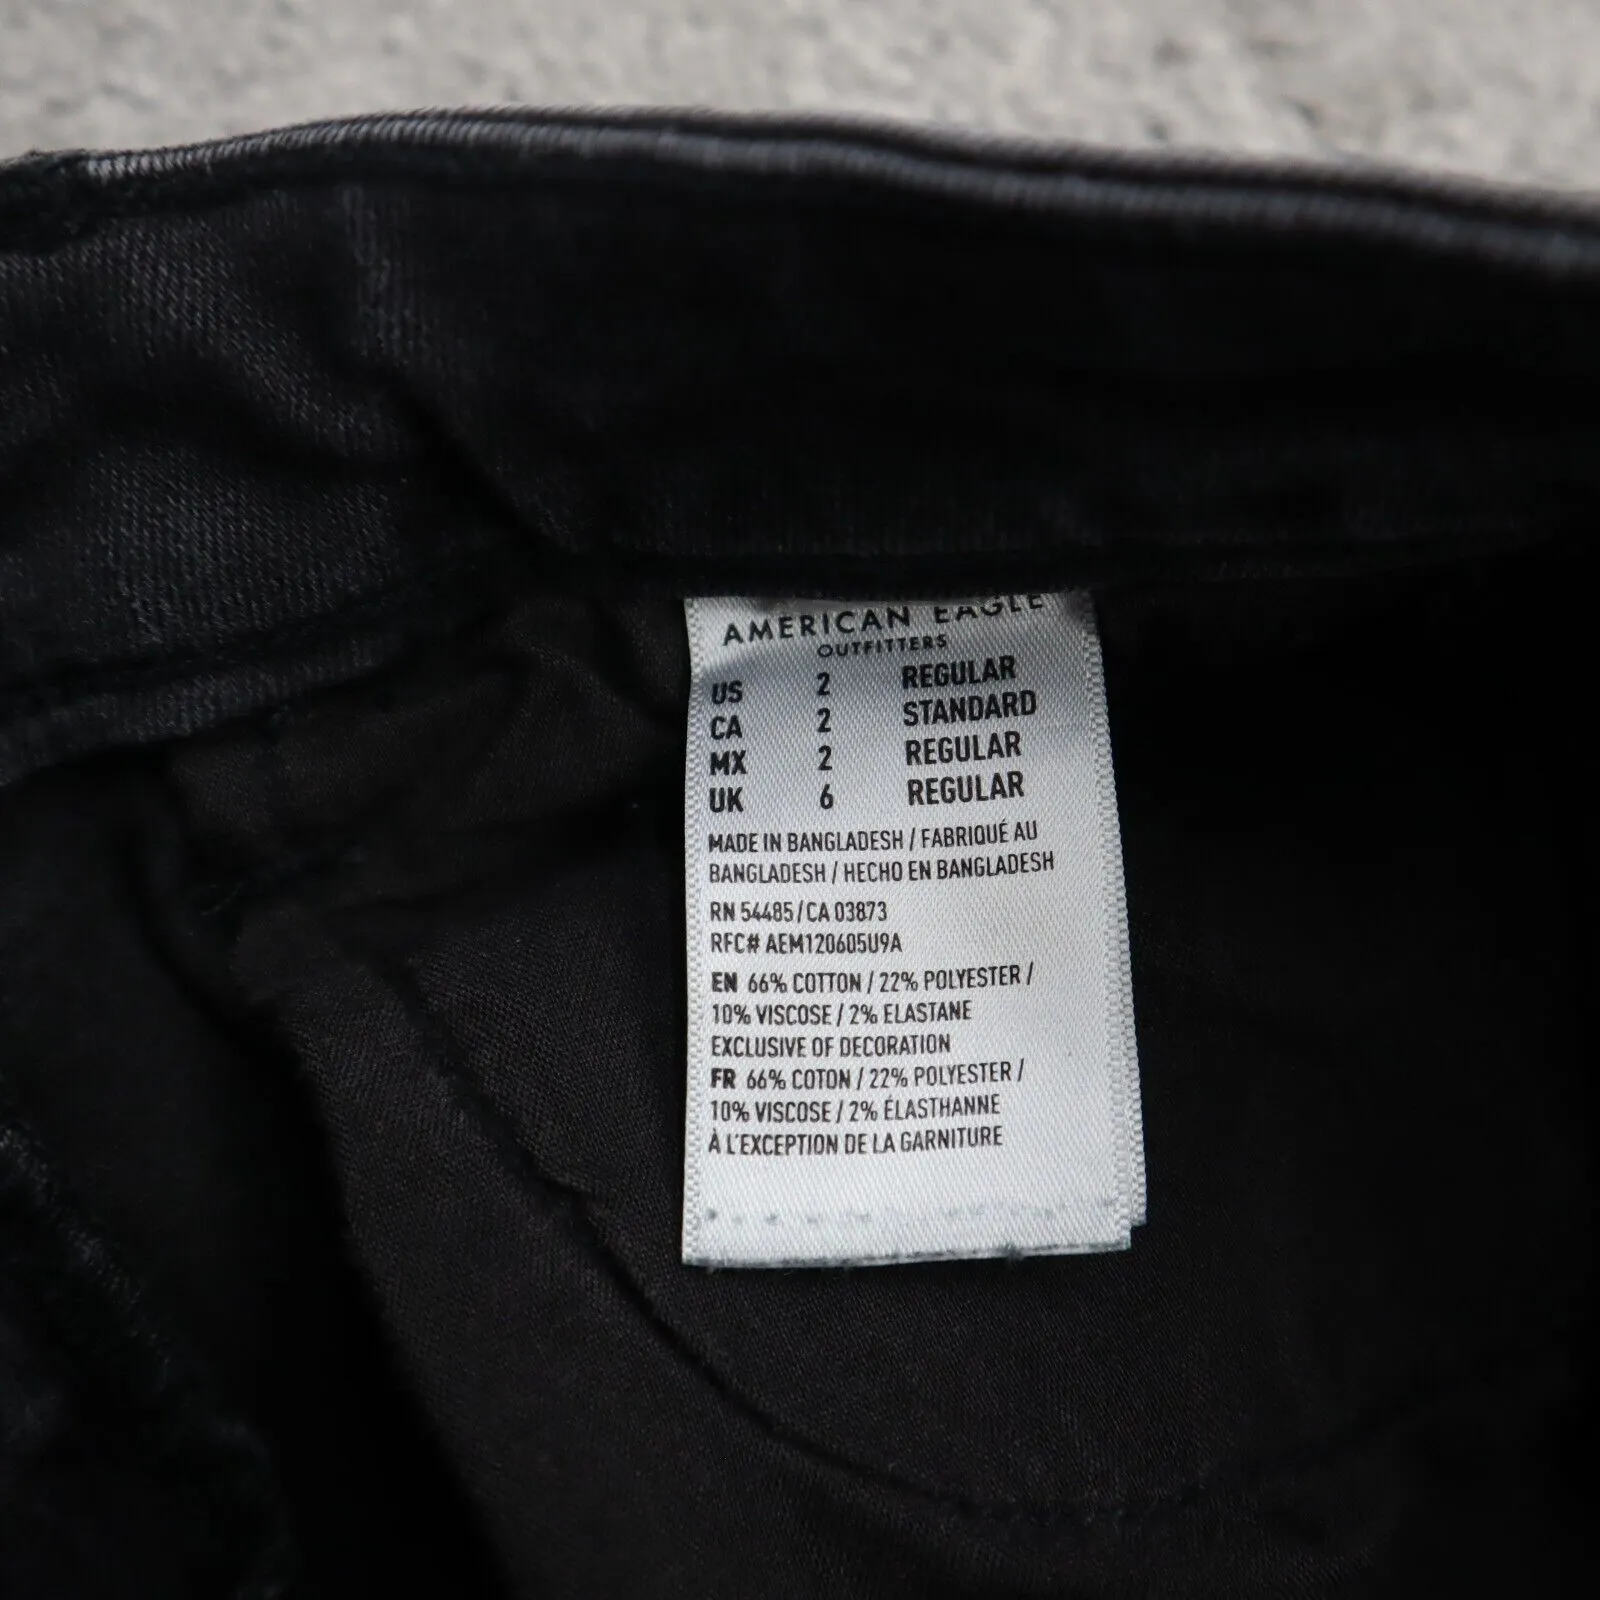 AMERICAN EAGLE
OUTFITTERS
US 2 REGULAR
CA 2 STANDARD
MX 2 REGULAR
UK 6 REGULAR
MADE IN BANGLADESH / FABRIQUÉ AU
BANGLADESH / HECHO EN BANGLADESH
RN 54485 / CA 03873
RFC# AEM120605U9A
EN 66% COTTON / 22% POLYESTER /
10% VISCOSE / 2% ELASTANE
EXCLUSIVE OF DECORATION
FR 66% COTON / 22% POLYESTER /
10% VISCOSE / 2% ÉLASTHANNE
À L'EXCEPTION DE LA GARNITURE